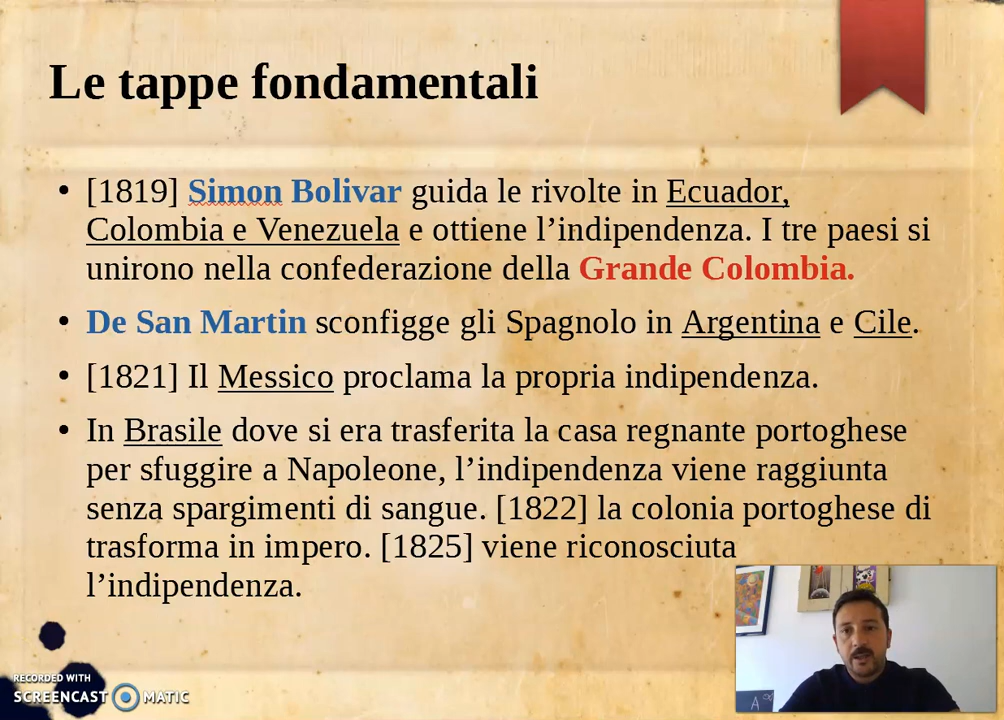 Le tappe fondamentali
• [1819] Simon Bolivar guida le rivolte in Ecuador,
Colombia e Venezuela e ottiene l’indipendenza. I tre paesi si
unirono nella confederazione della Grande Colombia.
• De San Martin sconfigge gli Spagnolo in Argentina e Cile.
• [1821] Il Messico proclama la propria indipendenza.
• In Brasile dove si era trasferita la casa regnante portoghese
per sfuggire a Napoleone, l’indipendenza viene raggiunta
senza spargimenti di sangue. [1822] la colonia portoghese di
trasforma in impero. [1825] viene riconosciuta
l’indipendenza.
RECORDED WITH
SCREENCAST MATIC
A